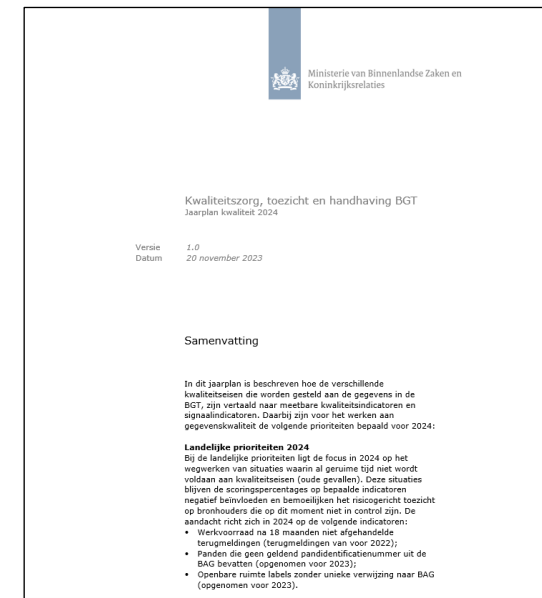 Ministerie van Binnenlandse Zaken en
Koninkrijksrelaties
Kwaliteitszorg, toezicht en handhaving BGT
Jaarplan kwaliteit 2024
Versie 1.0
Datum 20 november 2023
Samenvatting
In dit jaarplan is beschreven hoe de verschillende
kwaliteitseisen die worden gesteld aan de gegevens in de
BGT, zijn vertaald naar meetbare kwaliteitsindicatoren en
signaalindicatoren. Daarbij zijn voor het werken aan
gegevenskwaliteit de volgende prioriteiten bepaald voor 2024:
Landelijke prioriteiten 2024
Bij de landelijke prioriteiten ligt de focus in 2024 op het
wegwerken van situaties waarin al geruime tijd niet wordt
voldaan aan kwaliteitseisen (oude gevallen). Deze situaties
blijven de scoringspercentages op bepaalde indicatoren
negatief beïnvloeden en bemoeilijken het risicogericht toezicht
op bronhouders die op dit moment niet in control zijn. De
aandacht richt zich in 2024 op de volgende indicatoren:
• Werkvoorraad na 18 maanden niet afgehandelde
terugmeldingen (terugmeldingen van voor 2022);
• Panden die geen geldend pandidentificatienummer uit de
BAG bevatten (opgenomen voor 2023);
• Openbare ruimte labels zonder unieke verwijzing naar BAG
(opgenomen voor 2023).